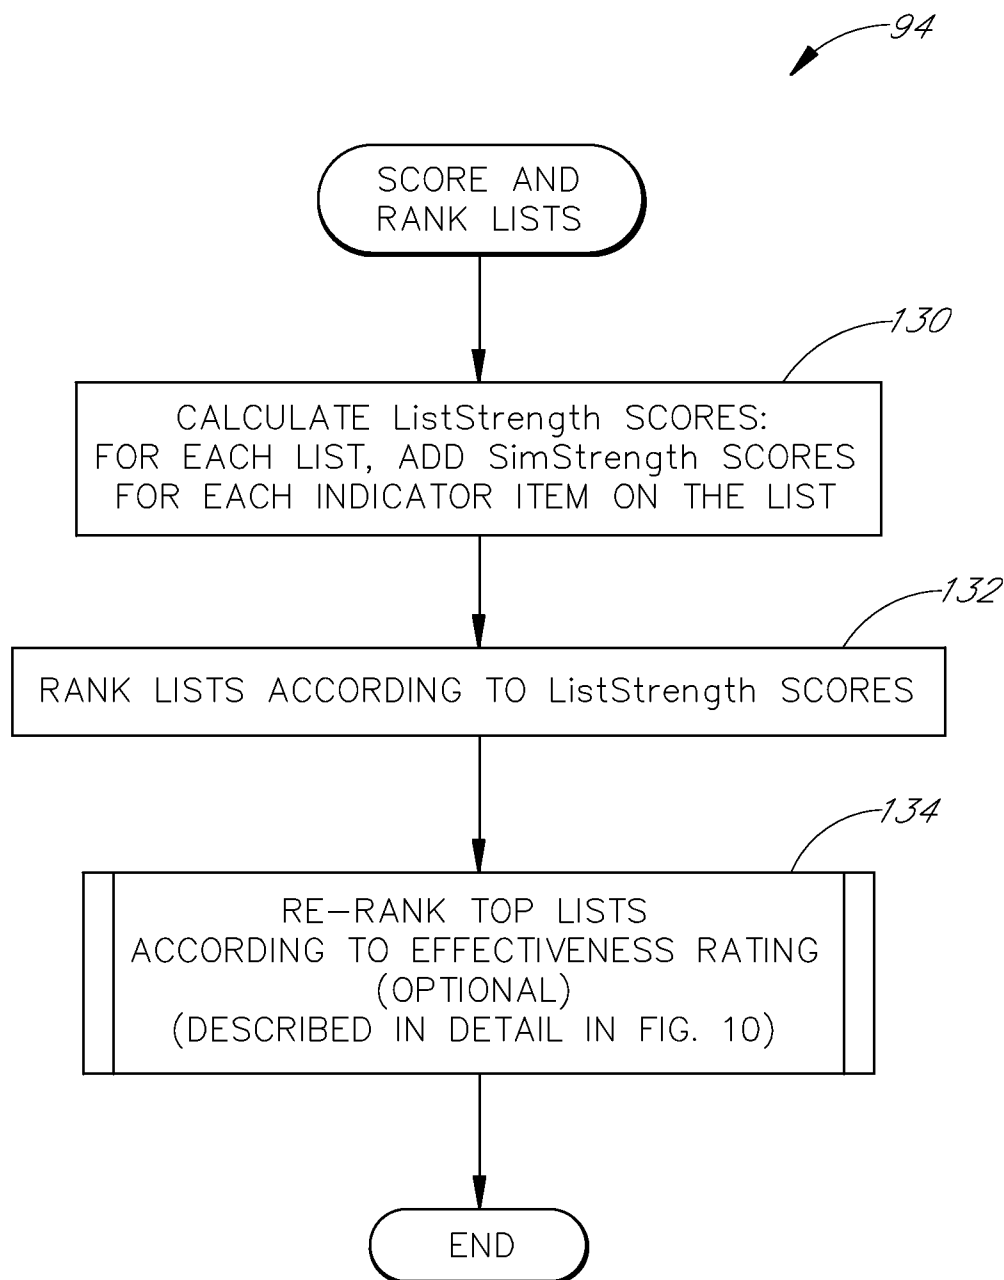 94
SCORE AND
RANK LISTS
130
CALCULATE ListStrength SCORES:
FOR EACH LIST, ADD SimStrength SCORES
FOR EACH INDICATOR ITEM ON THE LIST
132
RANK LISTS ACCORDING TO ListStrength SCORES
134
RE-RANK TOP LISTS
ACCORDING TO EFFECTIVENESS RATING
(OPTIONAL)
(DESCRIBED IN DETAIL IN FIG. 10)
END